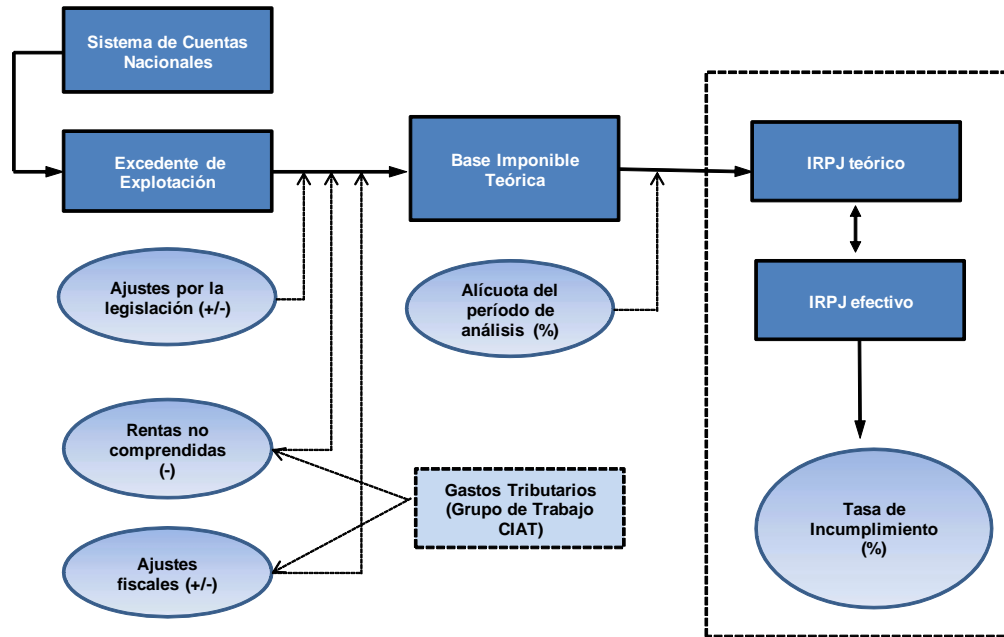 Sistema de Cuentas
Nacionales
Excedente de
Explotación
Base Imponible
Teórica
IRPJ teórico
Ajustes por la
legislación (+/-)
Alícuota del
período de
análisis (%)
IRPJ efectivo
Rentas no
comprendidas
(-)
Gastos Tributarios
(Grupo de Trabajo
CIAT)
Tasa de
Incumplimiento
(%)
Ajustes
fiscales (+/-)